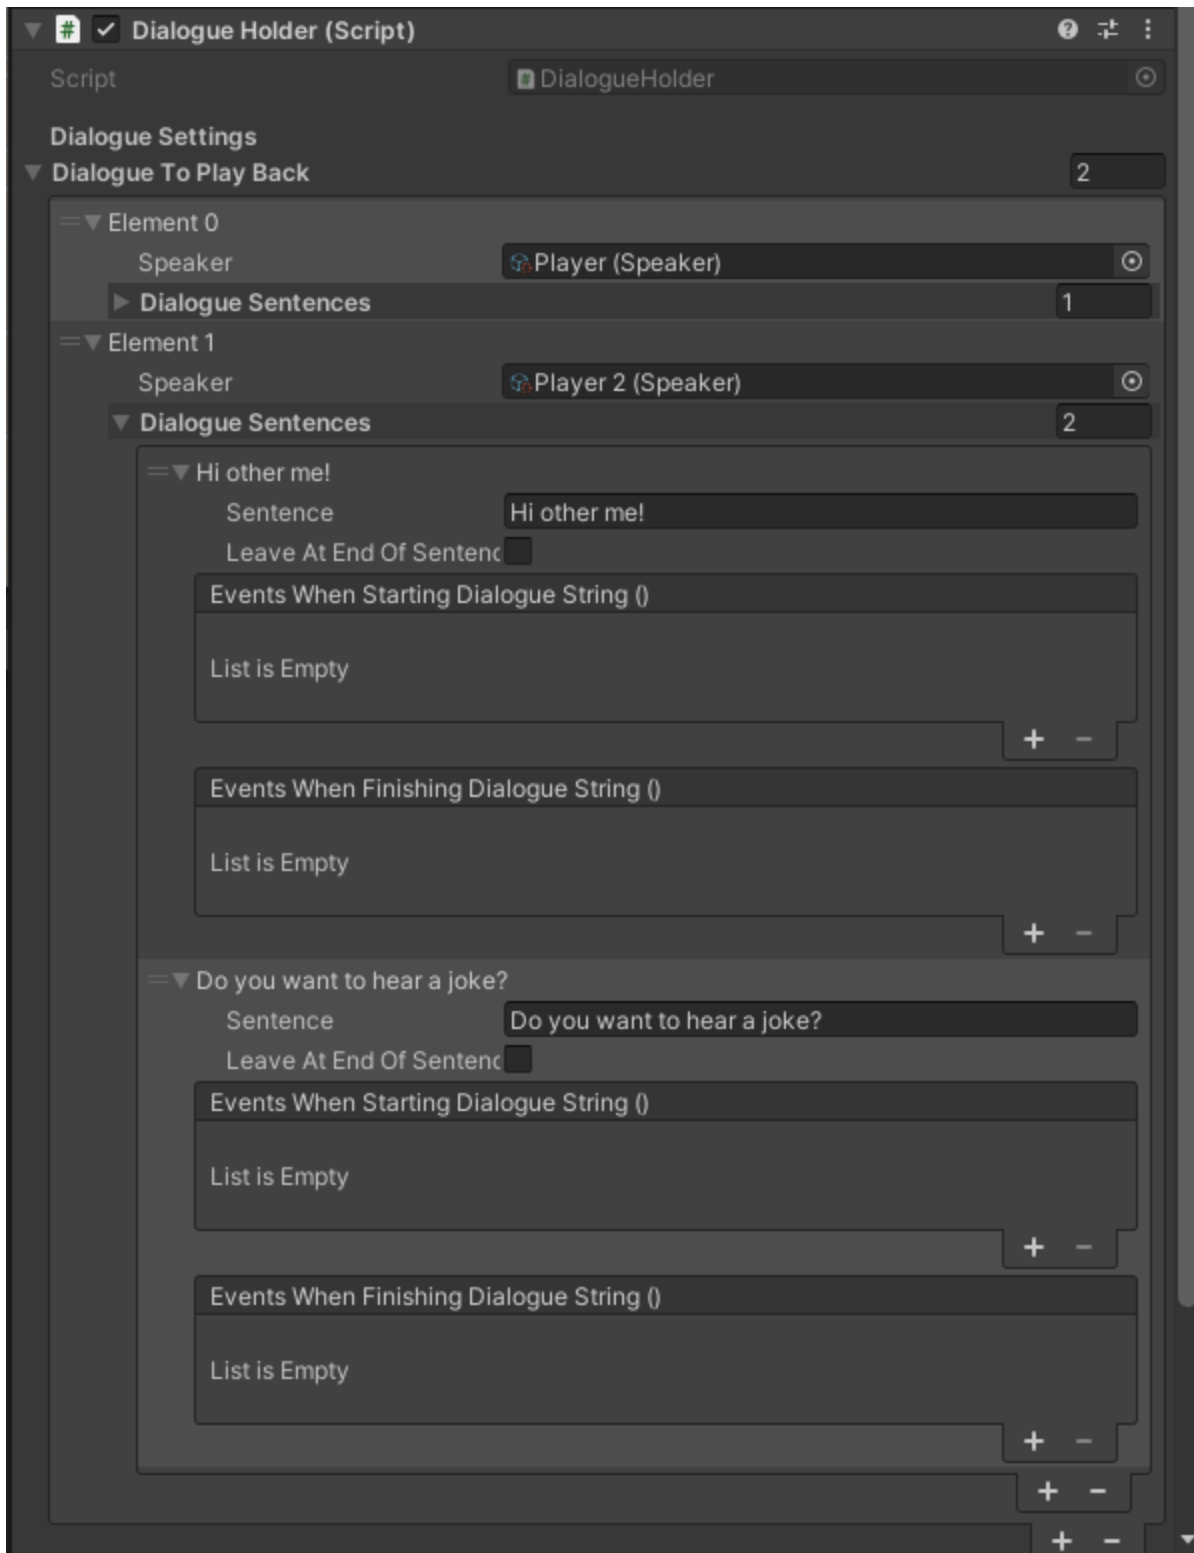 Dialogue Holder (Script)
Script DialogueHolder
Dialogue Settings
Dialogue To Play Back 2
Element 0
Speaker Player (Speaker)
Dialogue Sentences 1
Element 1
Speaker Player 2 (Speaker)
Dialogue Sentences 2
Hi other me!
Sentence Hi other me!
Leave At End Of Sentenc
Events When Starting Dialogue String ()
List is Empty
+ −
Events When Finishing Dialogue String ()
List is Empty
+ −
Do you want to hear a joke?
Sentence Do you want to hear a joke?
Leave At End Of Sentenc
Events When Starting Dialogue String ()
List is Empty
+ −
Events When Finishing Dialogue String ()
List is Empty
+ −
+ −
+ −